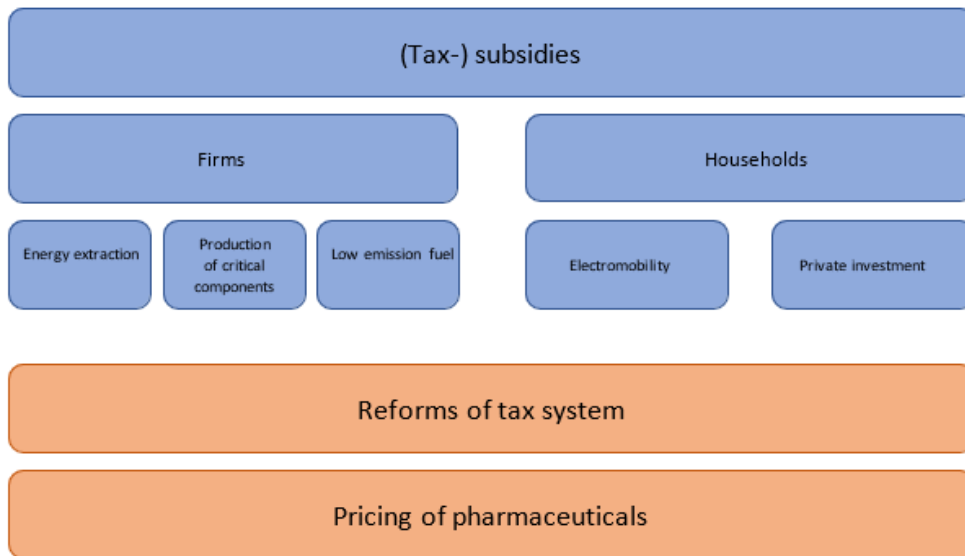 (Tax-) subsidies
Firms
Households
Energy extraction
Production
of critical
components
Low emission fuel
Electromobility
Private investment
Reforms of tax system
Pricing of pharmaceuticals